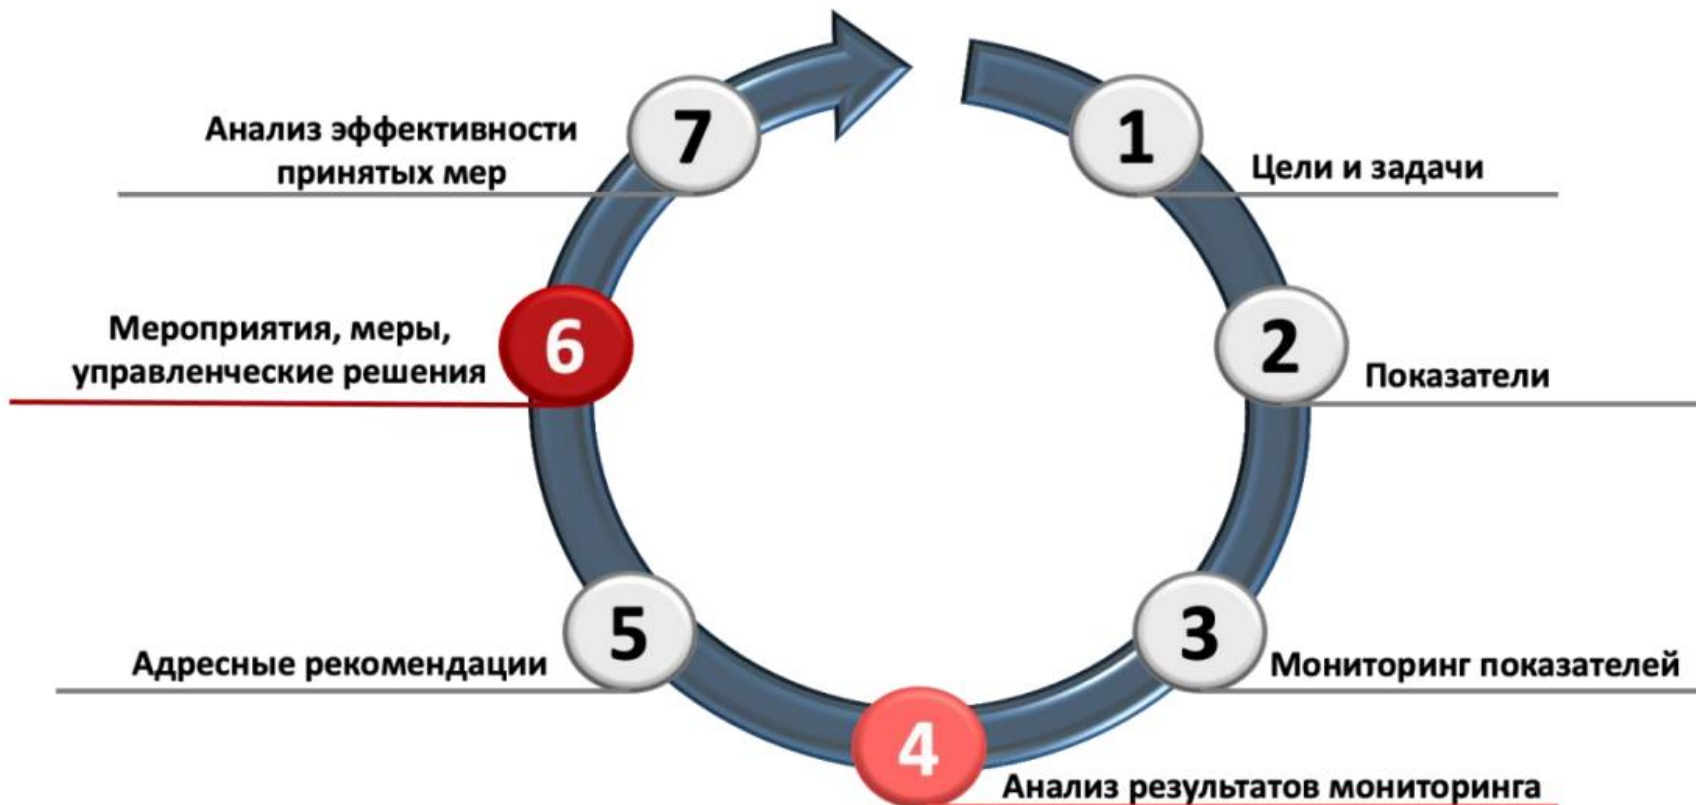 1
Цели и задачи
2
Показатели
3
Мониторинг показателей
4
Анализ результатов мониторинга
5
Адресные рекомендации
6
Мероприятия, меры,
управленческие решения
7
Анализ эффективности
принятых мер